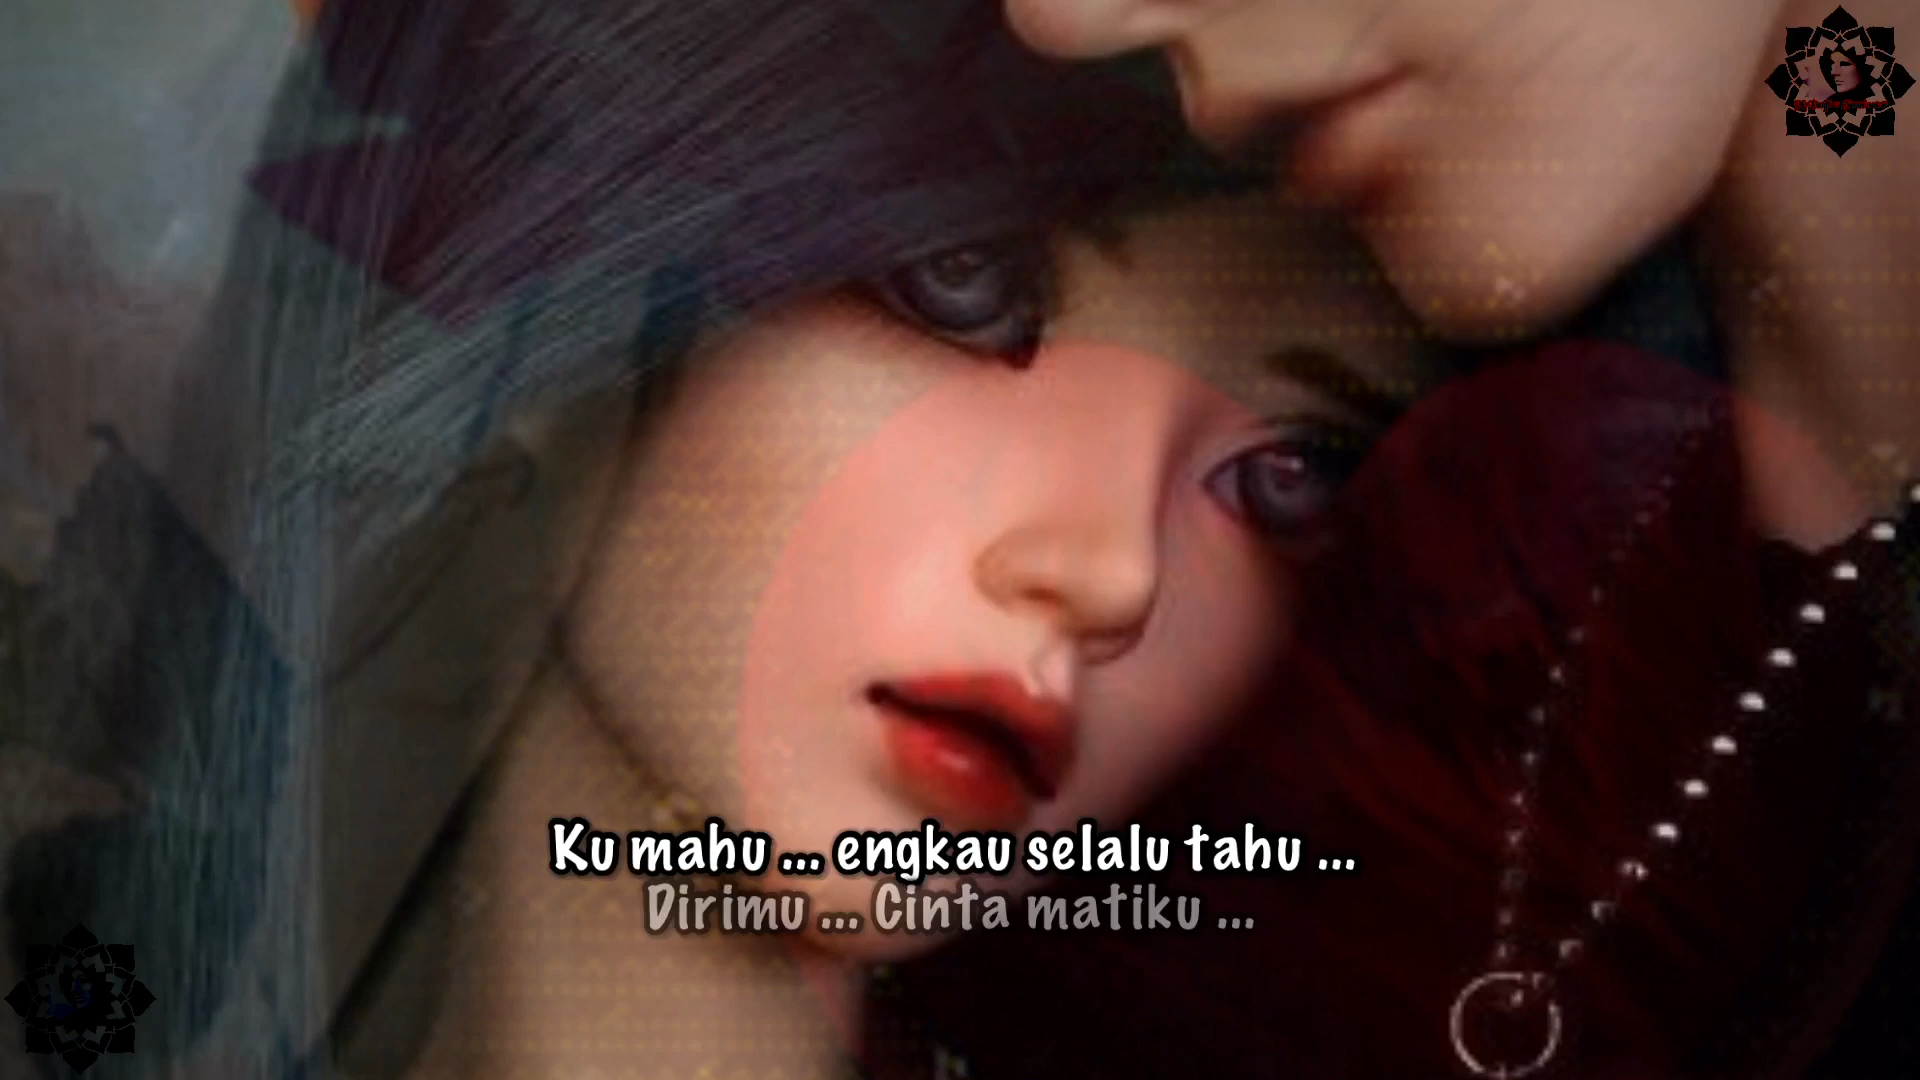 Ku mahu ... engkau selalu tahu ...
Dirimu ... Cinta matiku ...